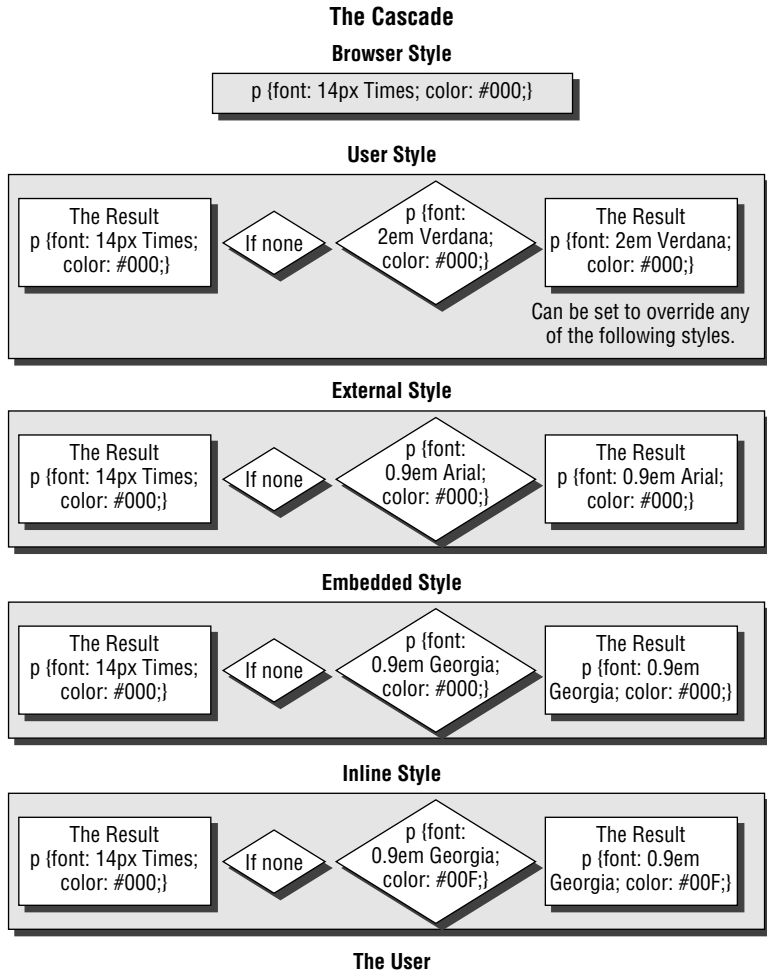 The Cascade
Browser Style
p {font: 14px Times; color: #000;}
User Style
The Result
p {font: 14px Times;
color: #000;}
If none
p {font:
2em Verdana;
color: #000;}
The Result
p {font: 2em Verdana;
color: #000;}
Can be set to override any
of the following styles.
External Style
The Result
p {font: 14px Times;
color: #000;}
If none
p {font:
0.9em Arial;
color: #000;}
The Result
p {font: 0.9em Arial;
color: #000;}
Embedded Style
The Result
p {font: 14px Times;
color: #000;}
If none
p {font:
0.9em Georgia;
color: #000;}
The Result
p {font: 0.9em
Georgia; color: #000;}
Inline Style
The Result
p {font: 14px Times;
color: #000;}
If none
p {font:
0.9em Georgia;
color: #00F;}
The Result
p {font: 0.9em
Georgia; color: #00F;}
The User